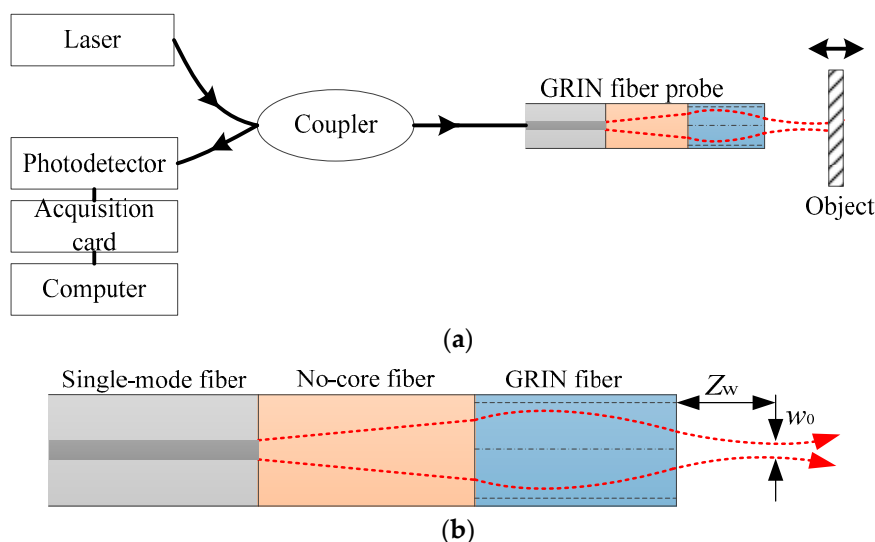 Laser
GRIN fiber probe
Coupler
Photodetector
Acquisition
card
Object
Computer
(a)
Single-mode fiber
No-core fiber
GRIN fiber
Zw
w0
(b)